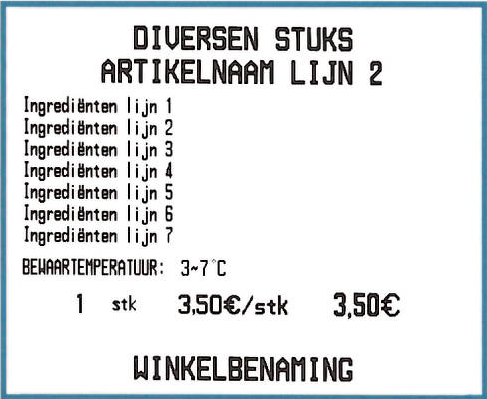 DIVERSEN STUKS
ARTIKELNAAM LIJN 2
Ingrediënten lijn 1
Ingrediënten lijn 2
Ingrediënten lijn 3
Ingrediënten lijn 4
Ingrediënten lijn 5
Ingrediënten lijn 6
Ingrediënten lijn 7
BEWAARTEMPERATUUR: 3~7°C
1 stk 3,50€/stk 3,50€
WINKELBENAMING